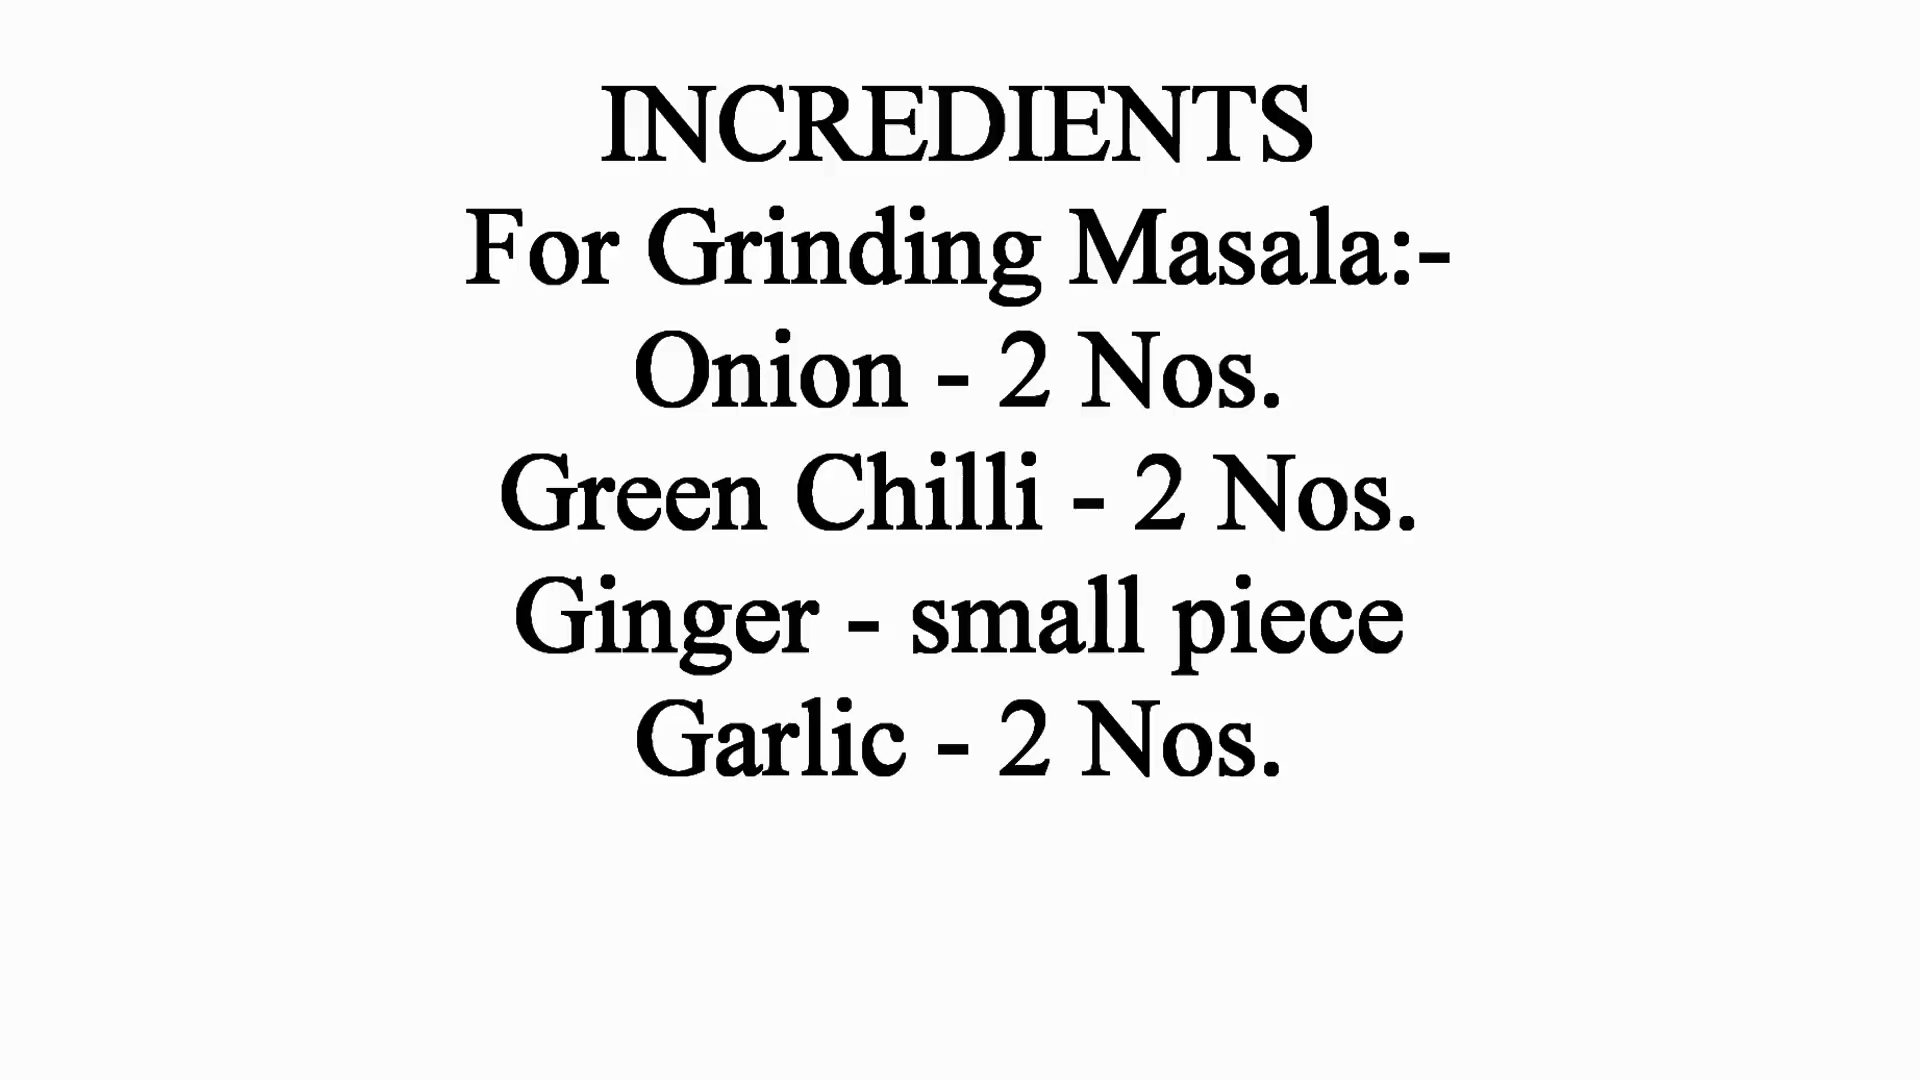 INCREDIENTS
For Grinding Masala:-
Onion - 2 Nos.
Green Chilli - 2 Nos.
Ginger - small piece
Garlic - 2 Nos.